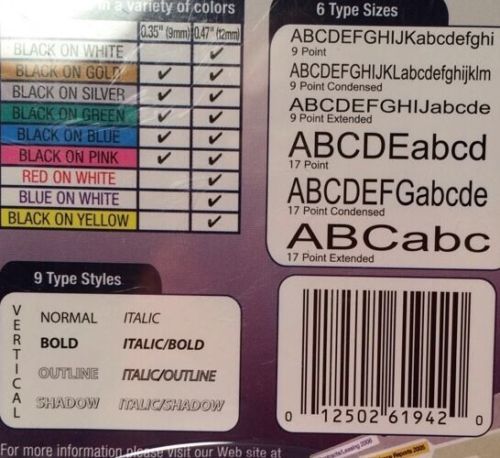 in a variety of colors
0.35" (9mm) 0.47" (12mm)
BLACK ON WHITE ✓
BLACK ON GOLD ✓ ✓
BLACK ON SILVER ✓ ✓
BLACK ON GREEN ✓ ✓
BLACK ON BLUE ✓ ✓
BLACK ON PINK ✓ ✓
RED ON WHITE ✓
BLUE ON WHITE ✓
BLACK ON YELLOW ✓
6 Type Sizes
ABCDEFGHIJKabcdefghi
9 Point
ABCDEFGHIJKLabcdefghijklm
9 Point Condensed
ABCDEFGHIJabcde
9 Point Extended
ABCDEabcd
17 Point
ABCDEFGabcde
17 Point Condensed
ABCabc
17 Point Extended
9 Type Styles
VERTICAL
NORMAL ITALIC
BOLD ITALIC/BOLD
OUTLINE ITALIC/OUTLINE
SHADOW ITALIC/SHADOW
0 12502 61942 0
For more information please visit our Web site at
Reports 2005